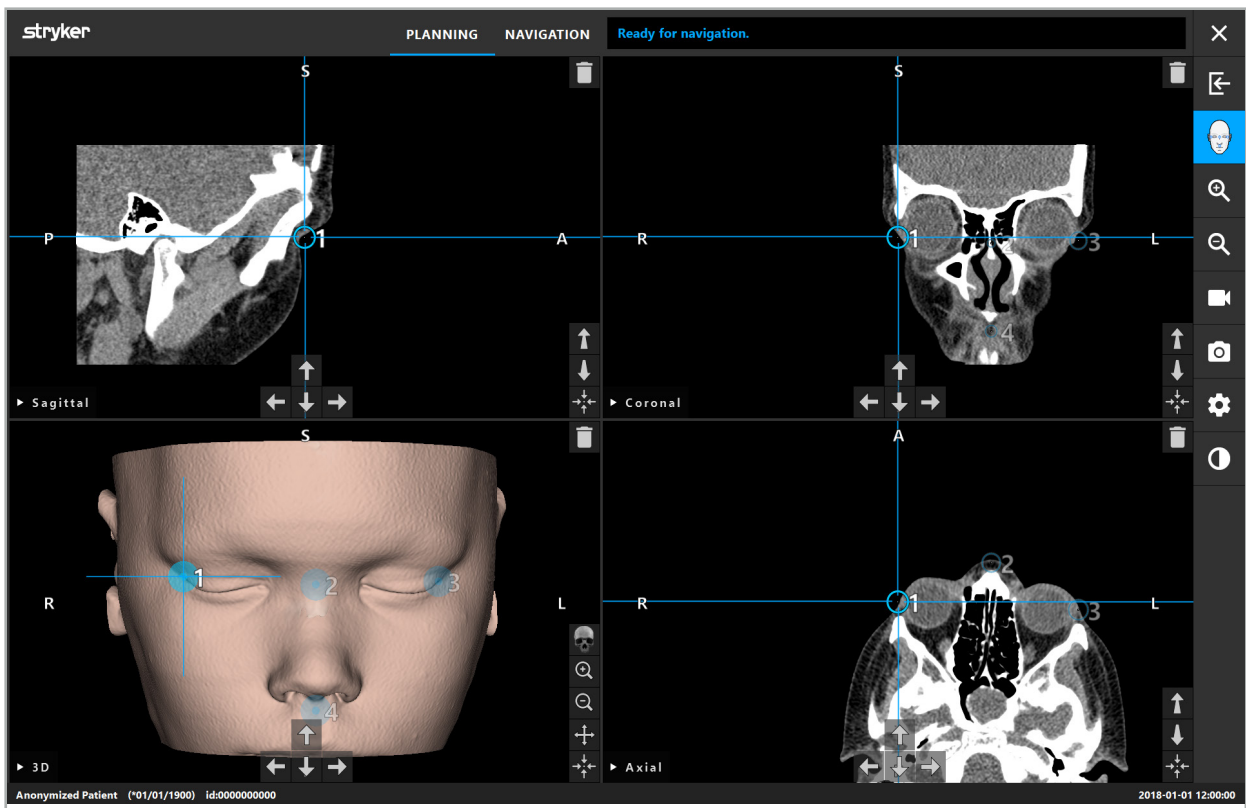 stryker
PLANNING NAVIGATION Ready for navigation.
S
P A
1
Sagittal
S
R L
1 2 3
4
Coronal
S
R L
1 2 3
4
3D
A
2
R L
1 3
Axial
Anonymized Patient (*01/01/1900) id:0000000000 2018-01-01 12:00:00